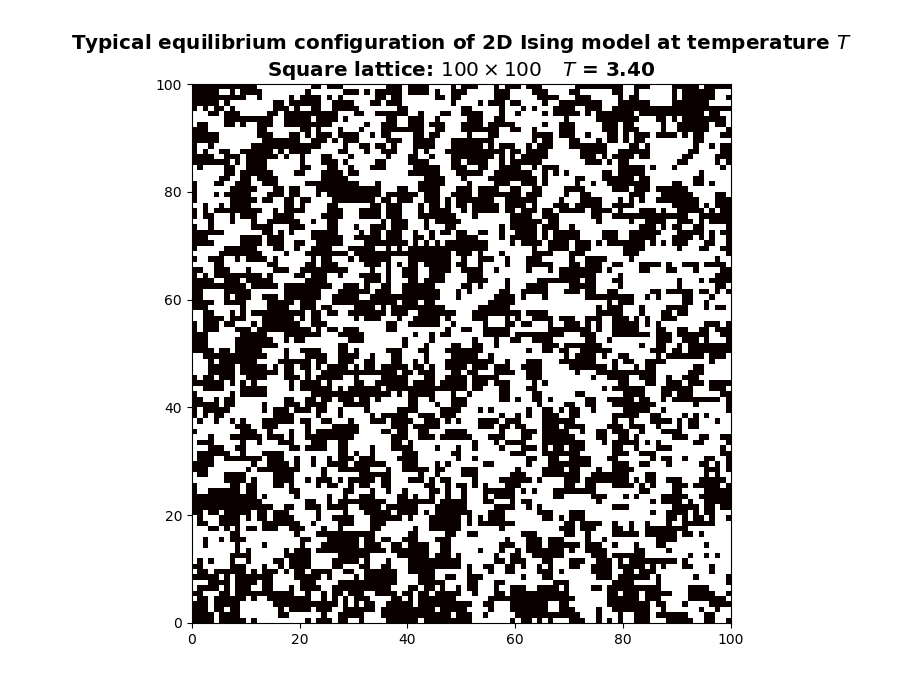 Typical equilibrium configuration of 2D Ising model at temperature T
Square lattice: 100 × 100 T = 3.40
100
80
60
40
20
0
0 20 40 60 80 100